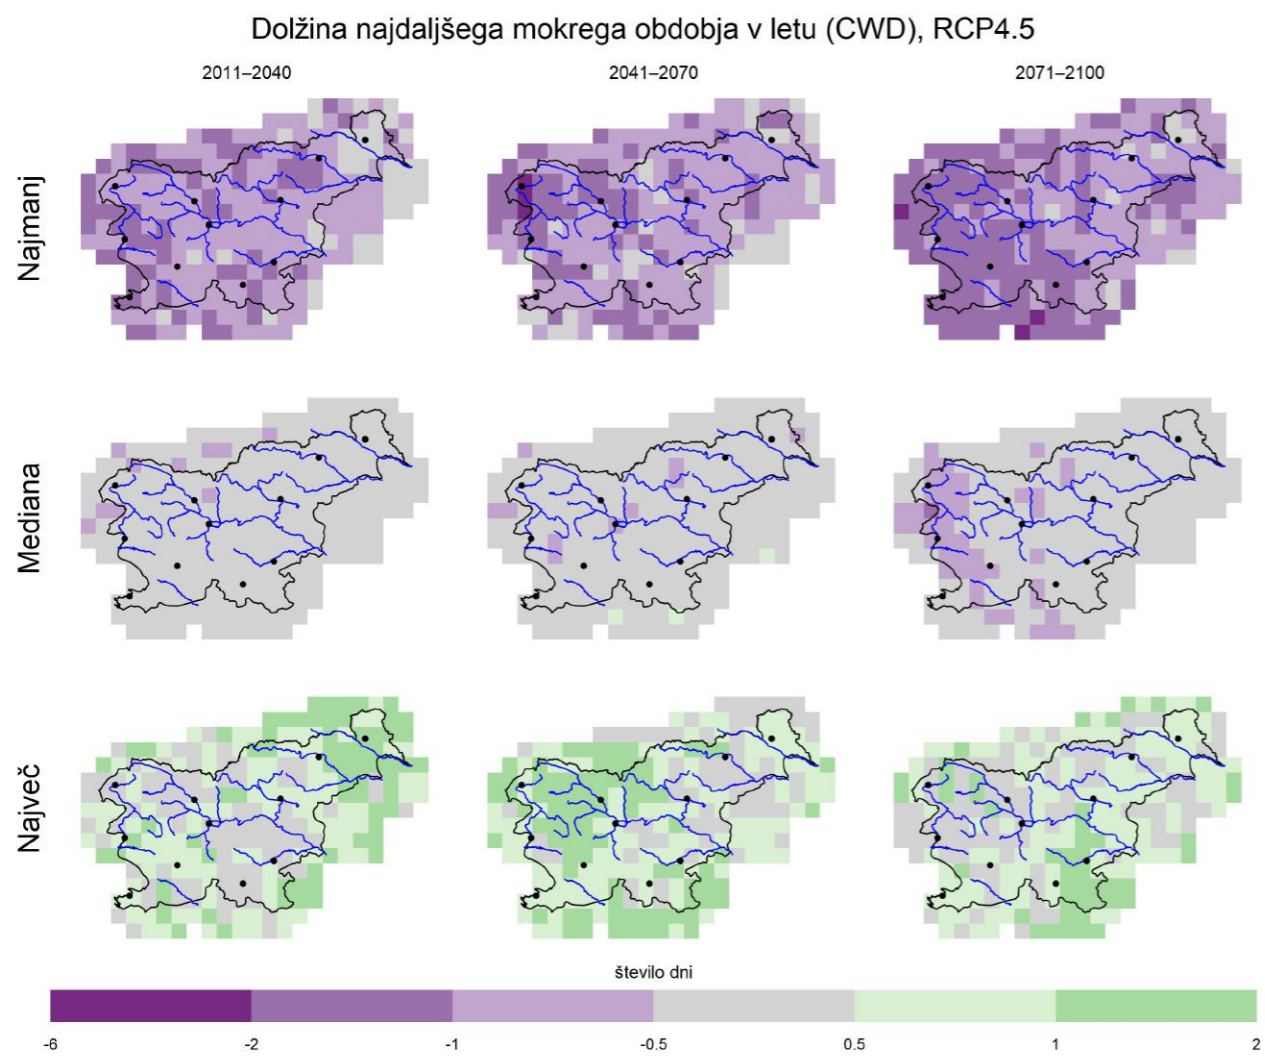 Dolžina najdaljšega mokrega obdobja v letu (CWD), RCP4.5
2011–2040 2041–2070 2071–2100
Najmanj
Mediana
Največ
število dni
-6 -2 -1 -0.5 0.5 1 2